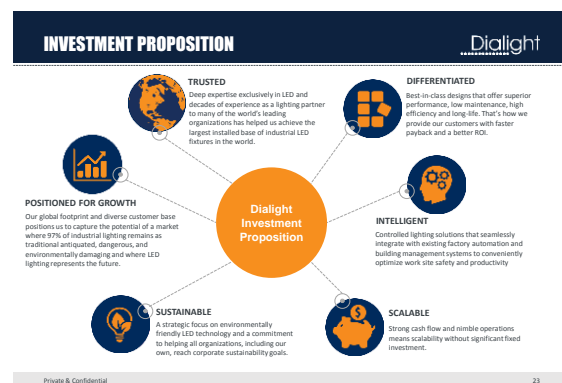 INVESTMENT PROPOSITION
Dialight
TRUSTED
Deep expertise exclusively in LED and
decades of experience as a lighting partner
to many of the world's leading
organizations has helped us achieve the
largest installed base of industrial LED
fixtures in the world.
DIFFERENTIATED
Best-in-class designs that offer superior
performance, low maintenance, high
efficiency and long-life. That's how we
provide our customers with faster
payback and a better ROI.
POSITIONED FOR GROWTH
Our global footprint and diverse customer base
positions us to capture the potential of a market
where 97% of industrial lighting remains as
traditional antiquated, dangerous, and
environmentally damaging and where LED
lighting represents the future.
Dialight
Investment
Proposition
INTELLIGENT
Controlled lighting solutions that seamlessly
integrate with existing factory automation and
building management systems to conveniently
optimize work site safety and productivity
SUSTAINABLE
A strategic focus on environmentally
friendly LED technology and a commitment
to helping all organizations, including our
own, reach corporate sustainability goals.
$
SCALABLE
Strong cash flow and nimble operations
means scalability without significant fixed
investment.
Private & Confidential
23